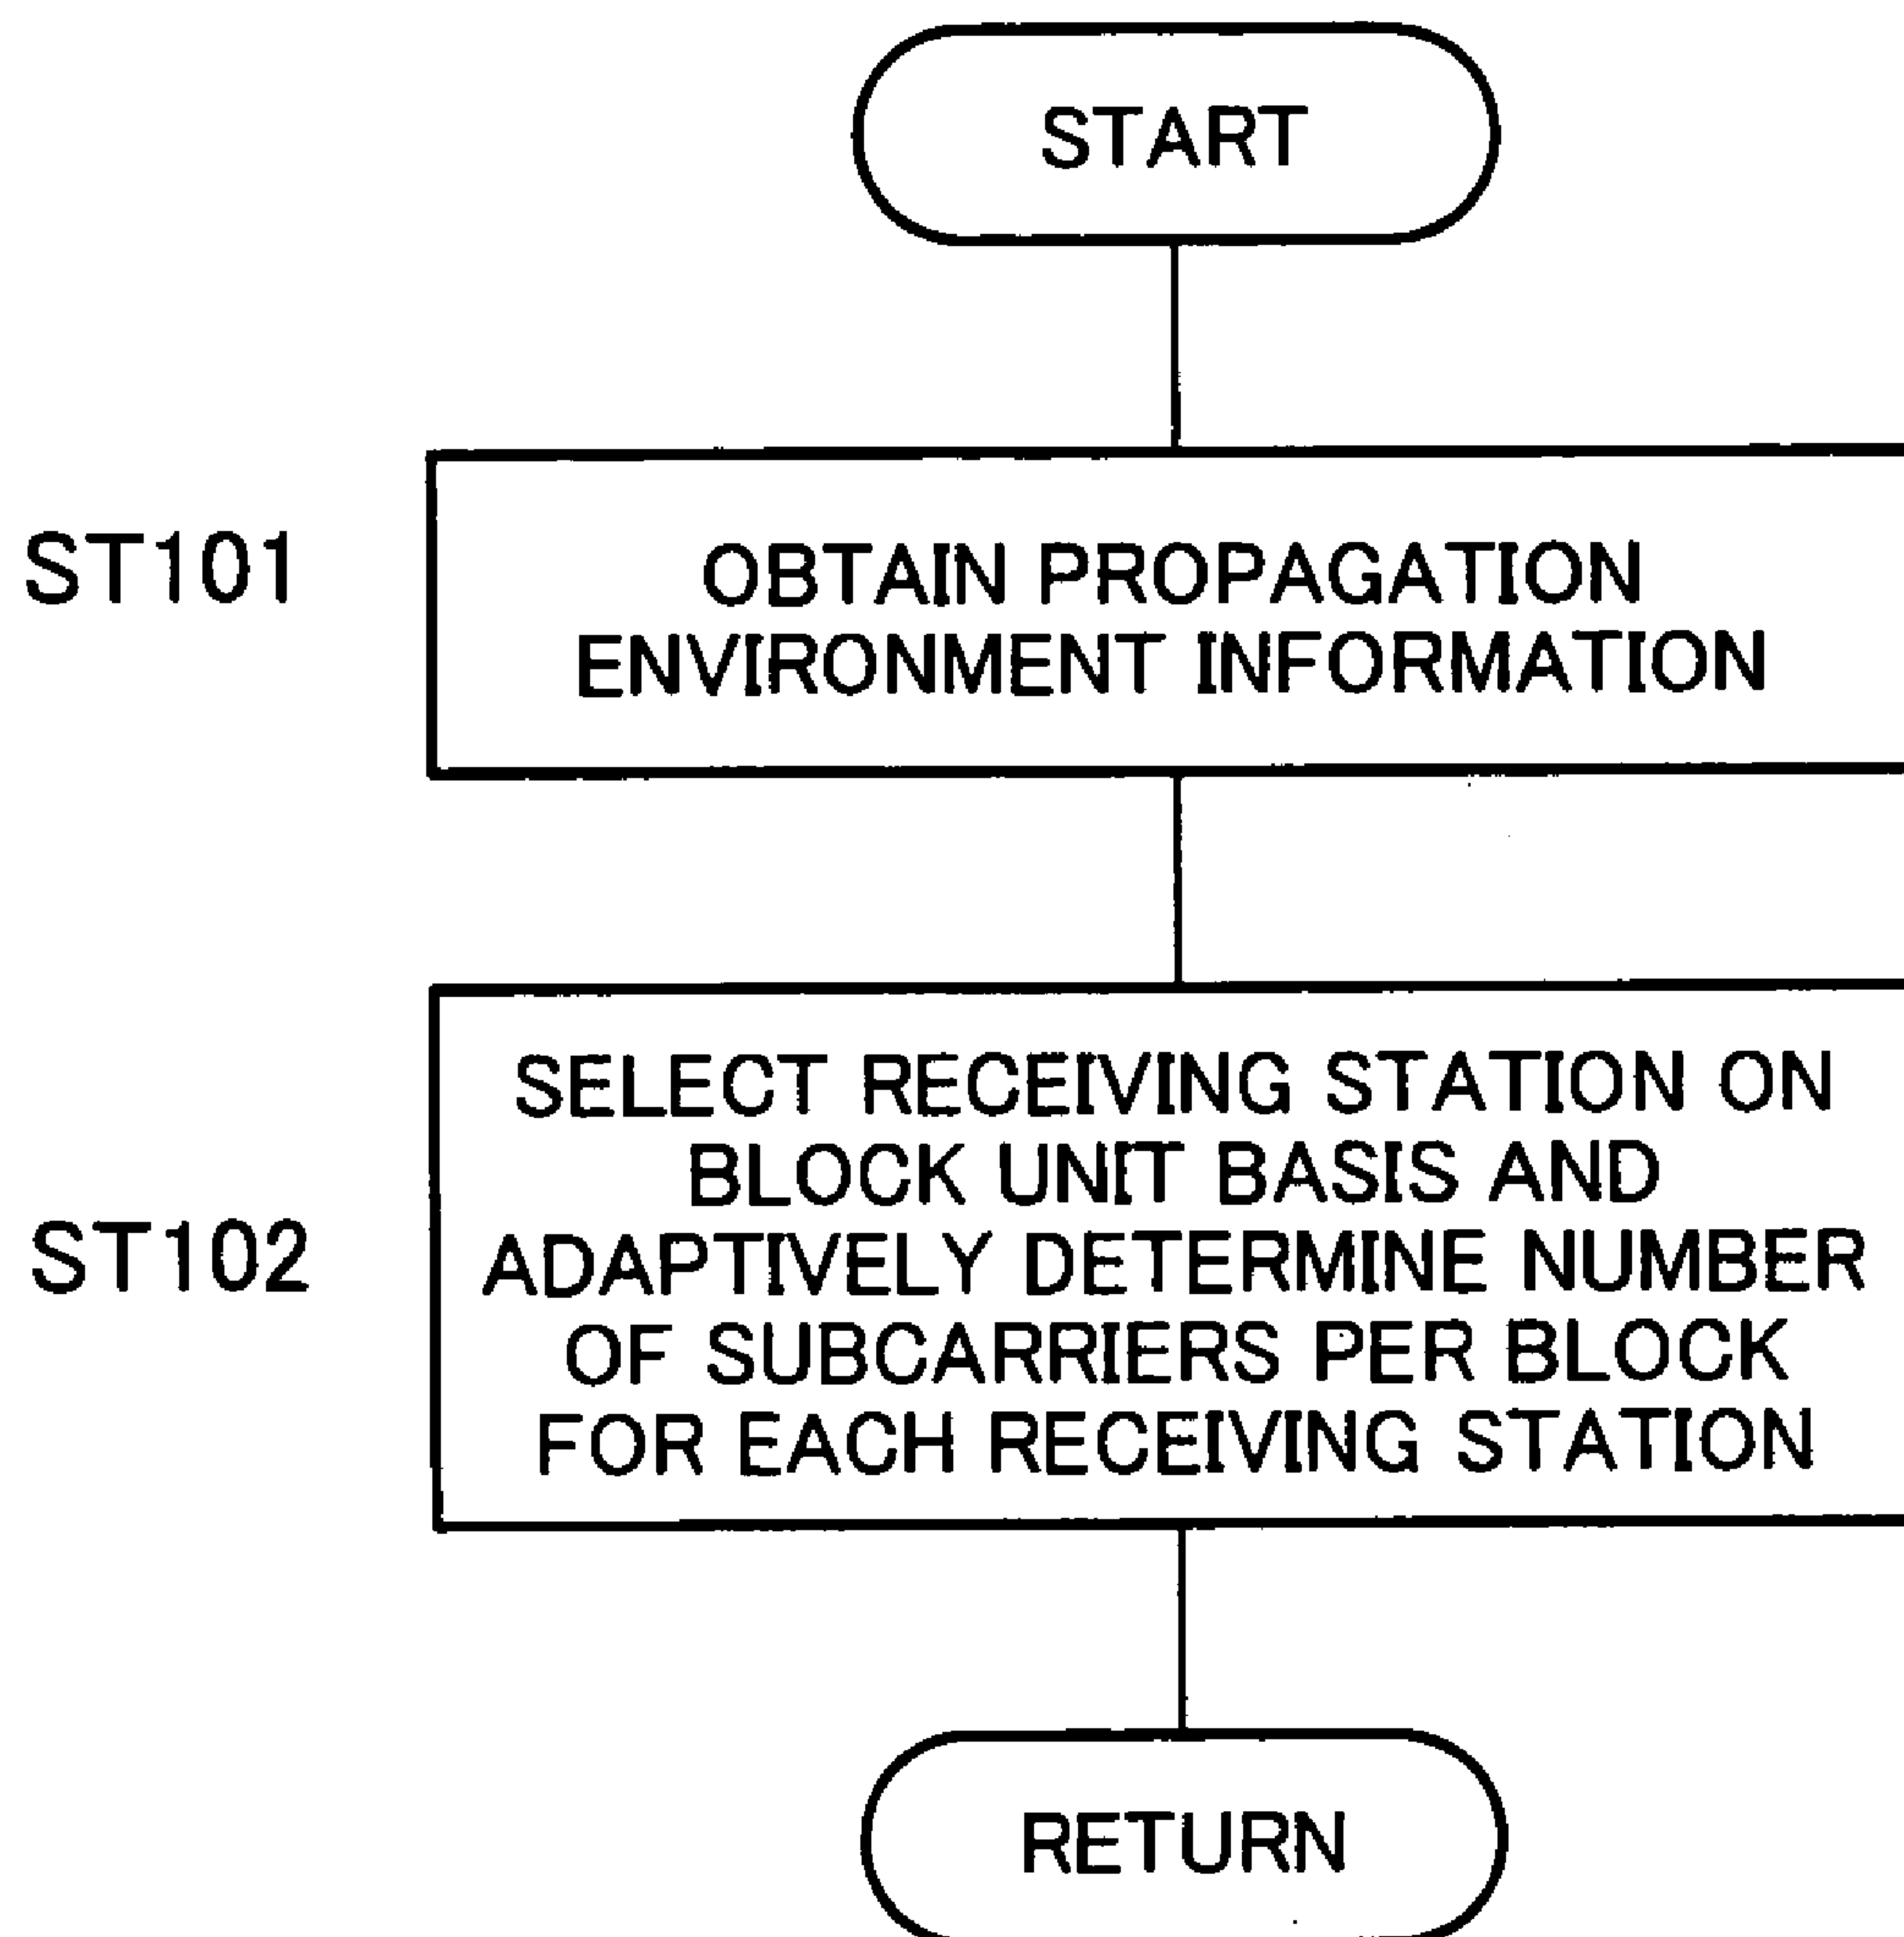 START
ST101
OBTAIN PROPAGATION
ENVIRONMENT INFORMATION
ST102
SELECT RECEIVING STATION ON
BLOCK UNIT BASIS AND
ADAPTIVELY DETERMINE NUMBER
OF SUBCARRIERS PER BLOCK
FOR EACH RECEIVING STATION
RETURN